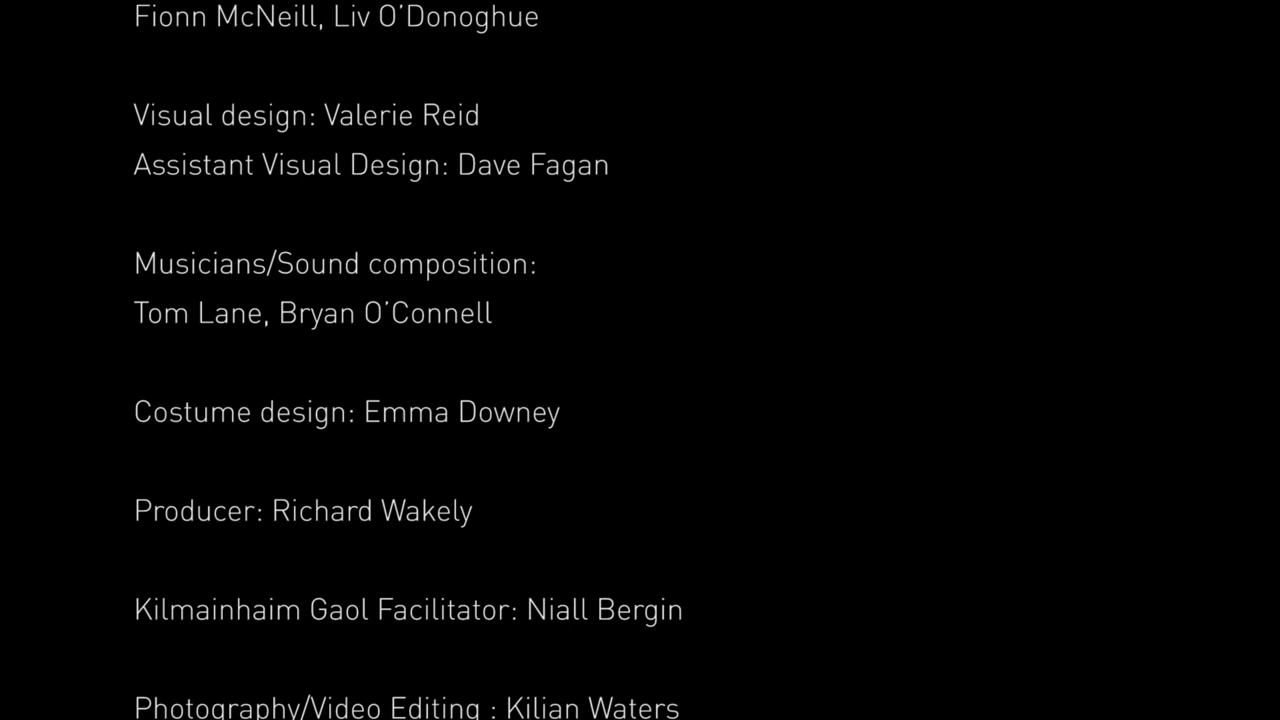 Fionn McNeill, Liv O’Donoghue
Visual design: Valerie Reid
Assistant Visual Design: Dave Fagan
Musicians/Sound composition:
Tom Lane, Bryan O’Connell
Costume design: Emma Downey
Producer: Richard Wakely
Kilmainhaim Gaol Facilitator: Niall Bergin
Photography/Video Editing : Kilian Waters